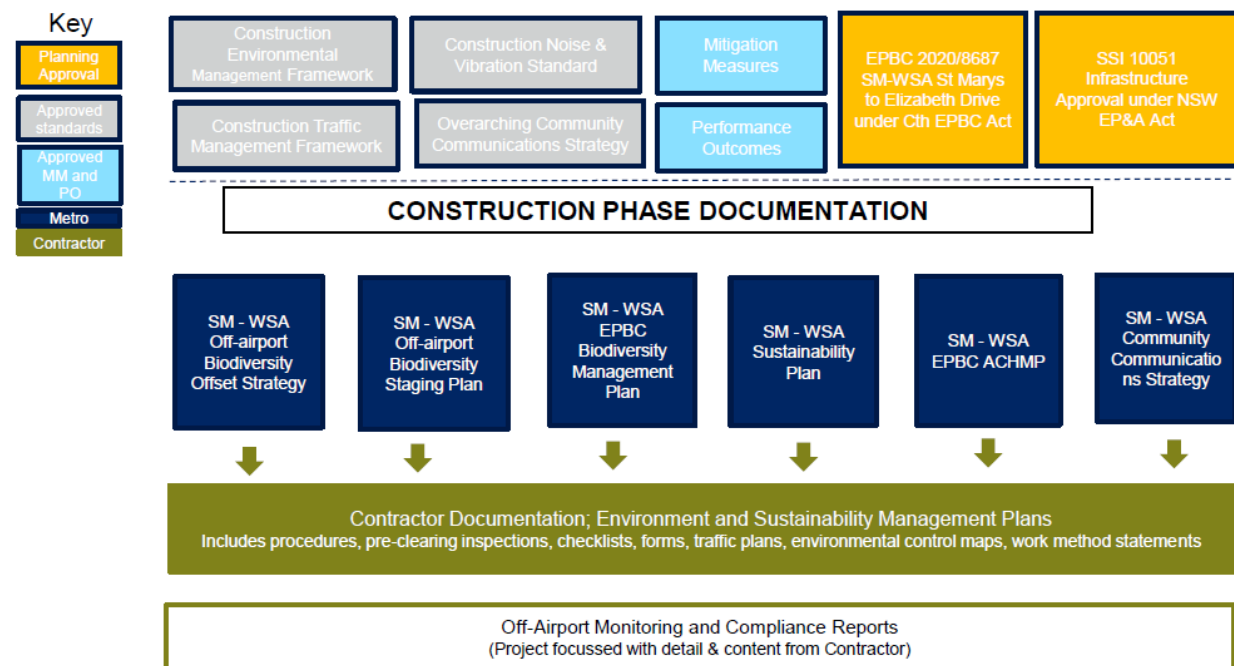 Key
Planning
Approval
Approved
standards
Approved
MM and
PO
Metro
Contractor
Construction
Environmental
Management Framework
Construction Noise &
Vibration Standard
Mitigation
Measures
EPBC 2020/8687
SM-WSA St Marys
to Elizabeth Drive
under Cth EPBC Act
SSI 10051
Infrastructure
Approval under NSW
EP&A Act
Construction Traffic
Management Framework
Overarching Community
Communications Strategy
Performance
Outcomes
CONSTRUCTION PHASE DOCUMENTATION
SM - WSA
Off-airport
Biodiversity
Offset Strategy
SM - WSA
Off-airport
Biodiversity
Staging Plan
SM - WSA
EPBC
Biodiversity
Management
Plan
SM - WSA
Sustainability
Plan
SM - WSA
EPBC ACHMP
SM - WSA
Community
Communicatio
ns Strategy
Contractor Documentation; Environment and Sustainability Management Plans
Includes procedures, pre-clearing inspections, checklists, forms, traffic plans, environmental control maps, work method statements
Off-Airport Monitoring and Compliance Reports
(Project focussed with detail & content from Contractor)